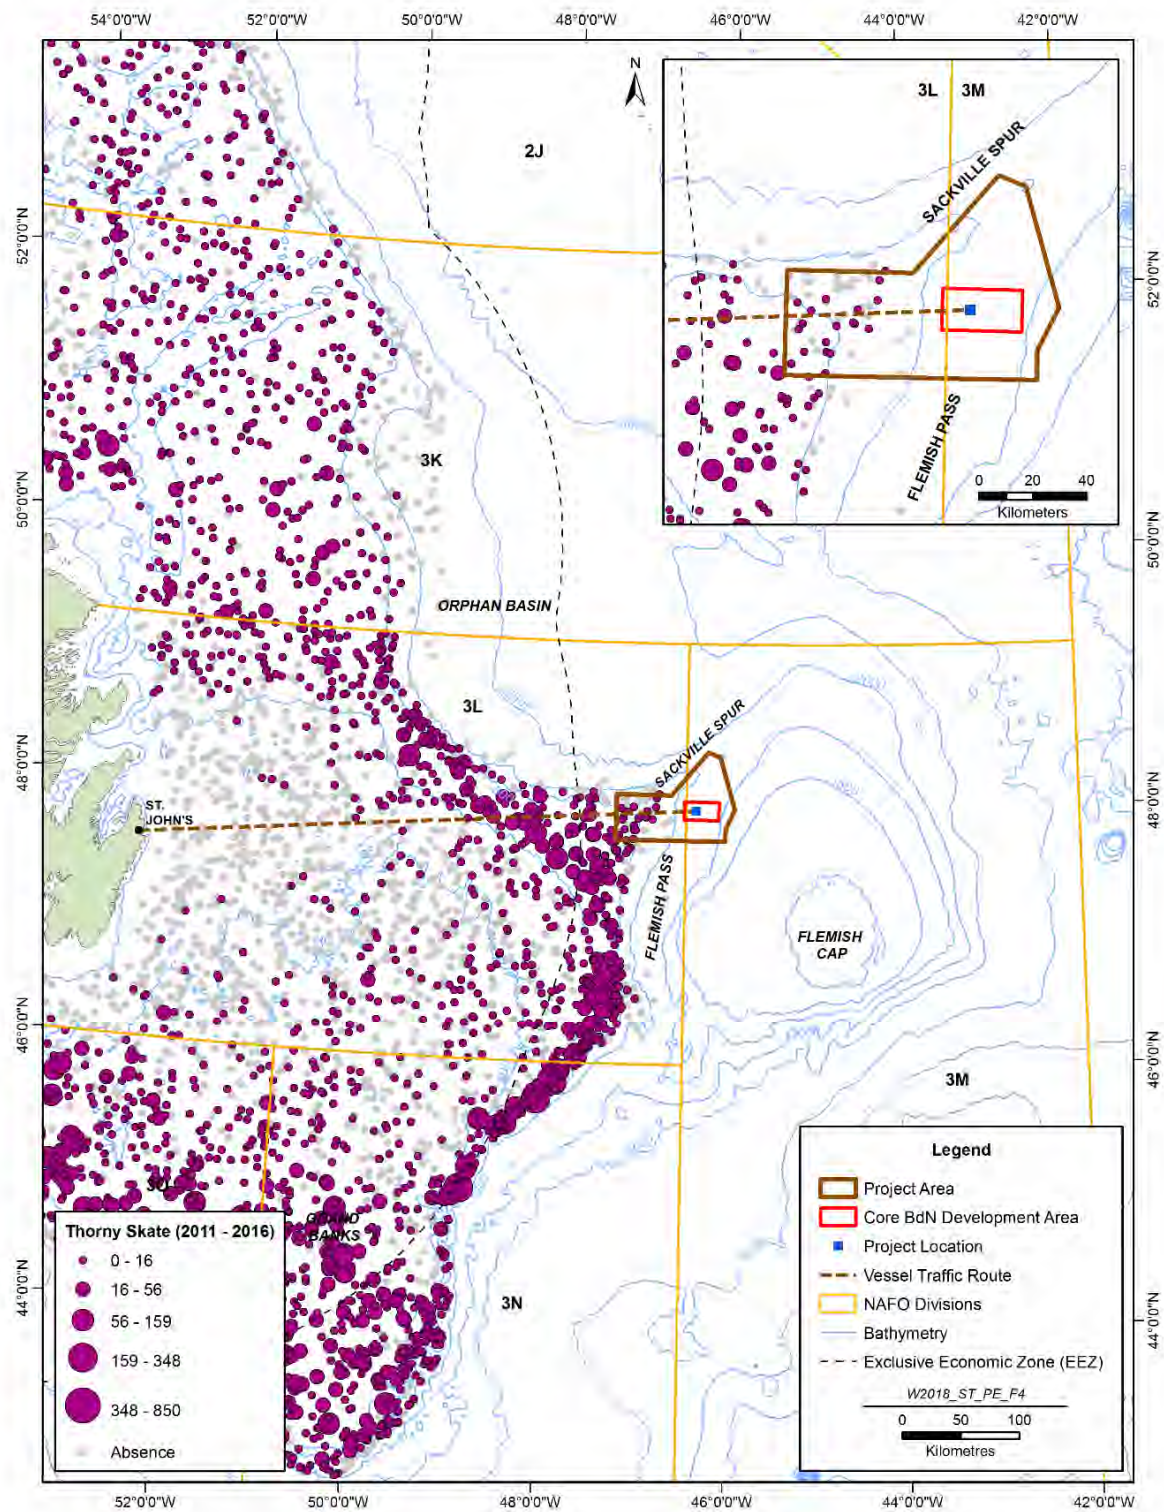 54°0'0"W 52°0'0"W 50°0'0"W 48°0'0"W 46°0'0"W 44°0'0"W 42°0'0"W
N
2J
3L 3M
SACKVILLE SPUR
FLEMISH PASS
0 20 40
Kilometers
52°0'0"N
52°0'0"N
3K
50°0'0"N
50°0'0"N
ORPHAN BASIN
3L
SACKVILLE SPUR
48°0'0"N
48°0'0"N
ST.
JOHN'S
FLEMISH PASS
FLEMISH
CAP
46°0'0"N
46°0'0"N
3M
3O
GRAND
BANKS
3N
44°0'0"N
44°0'0"N
Thorny Skate (2011 - 2016)
0 - 16
16 - 56
56 - 159
159 - 348
348 - 850
Absence
Legend
Project Area
Core BdN Development Area
Project Location
Vessel Traffic Route
NAFO Divisions
Bathymetry
Exclusive Economic Zone (EEZ)
W2018_ST_PE_F4
0 50 100
Kilometres
52°0'0"W 50°0'0"W 48°0'0"W 46°0'0"W 44°0'0"W 42°0'0"W